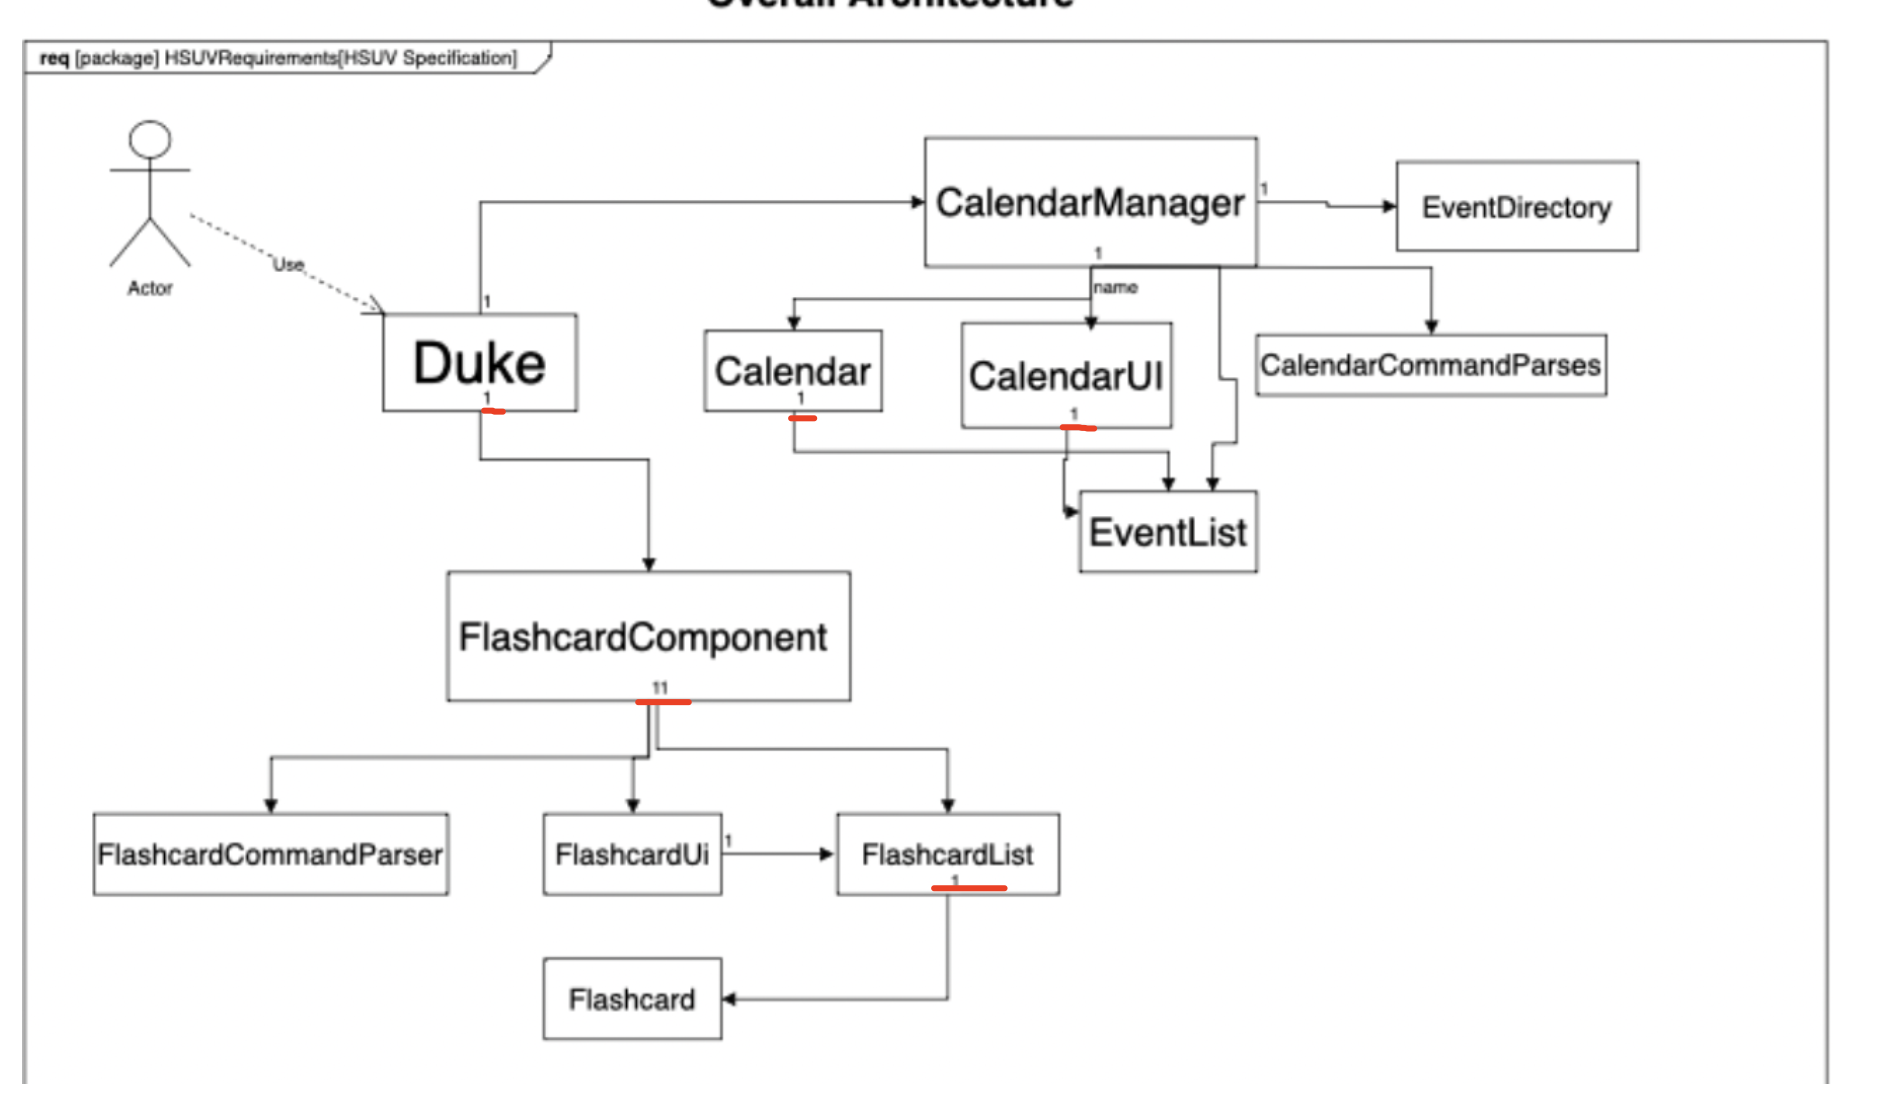 Overall Architecture
req [package] HSUVRequirements[HSUV Specification]
Actor
Use
1
Duke
1
CalendarManager
1
1
EventDirectory
name
Calendar
1
CalendarUI
1
CalendarCommandParses
EventList
FlashcardComponent
11
FlashcardCommandParser
FlashcardUi
1
FlashcardList
1
Flashcard